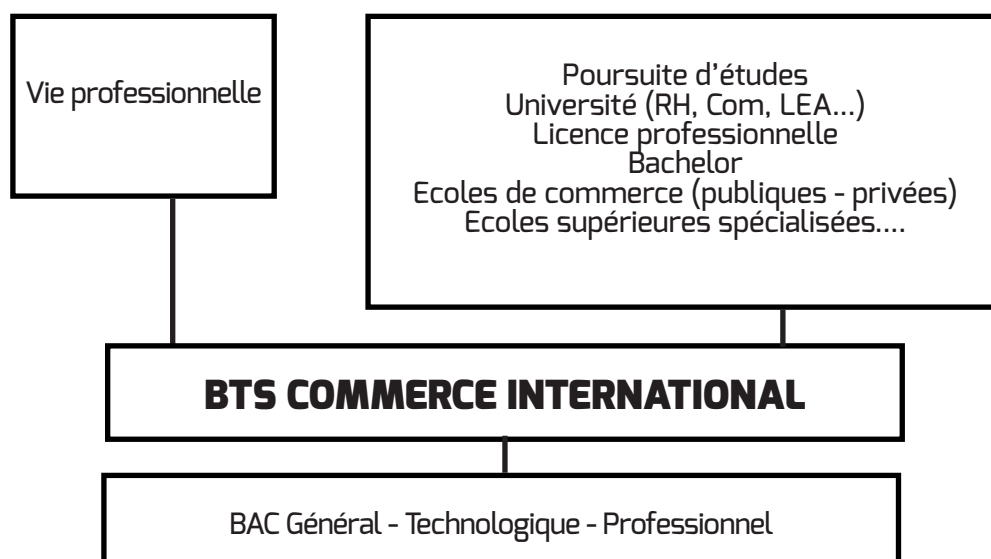 Vie professionnelle
Poursuite d'études
Université (RH, Com, LEA...)
Licence professionnelle
Bachelor
Ecoles de commerce (publiques - privées)
Ecoles supérieures spécialisées....
BTS COMMERCE INTERNATIONAL
BAC Général - Technologique - Professionnel